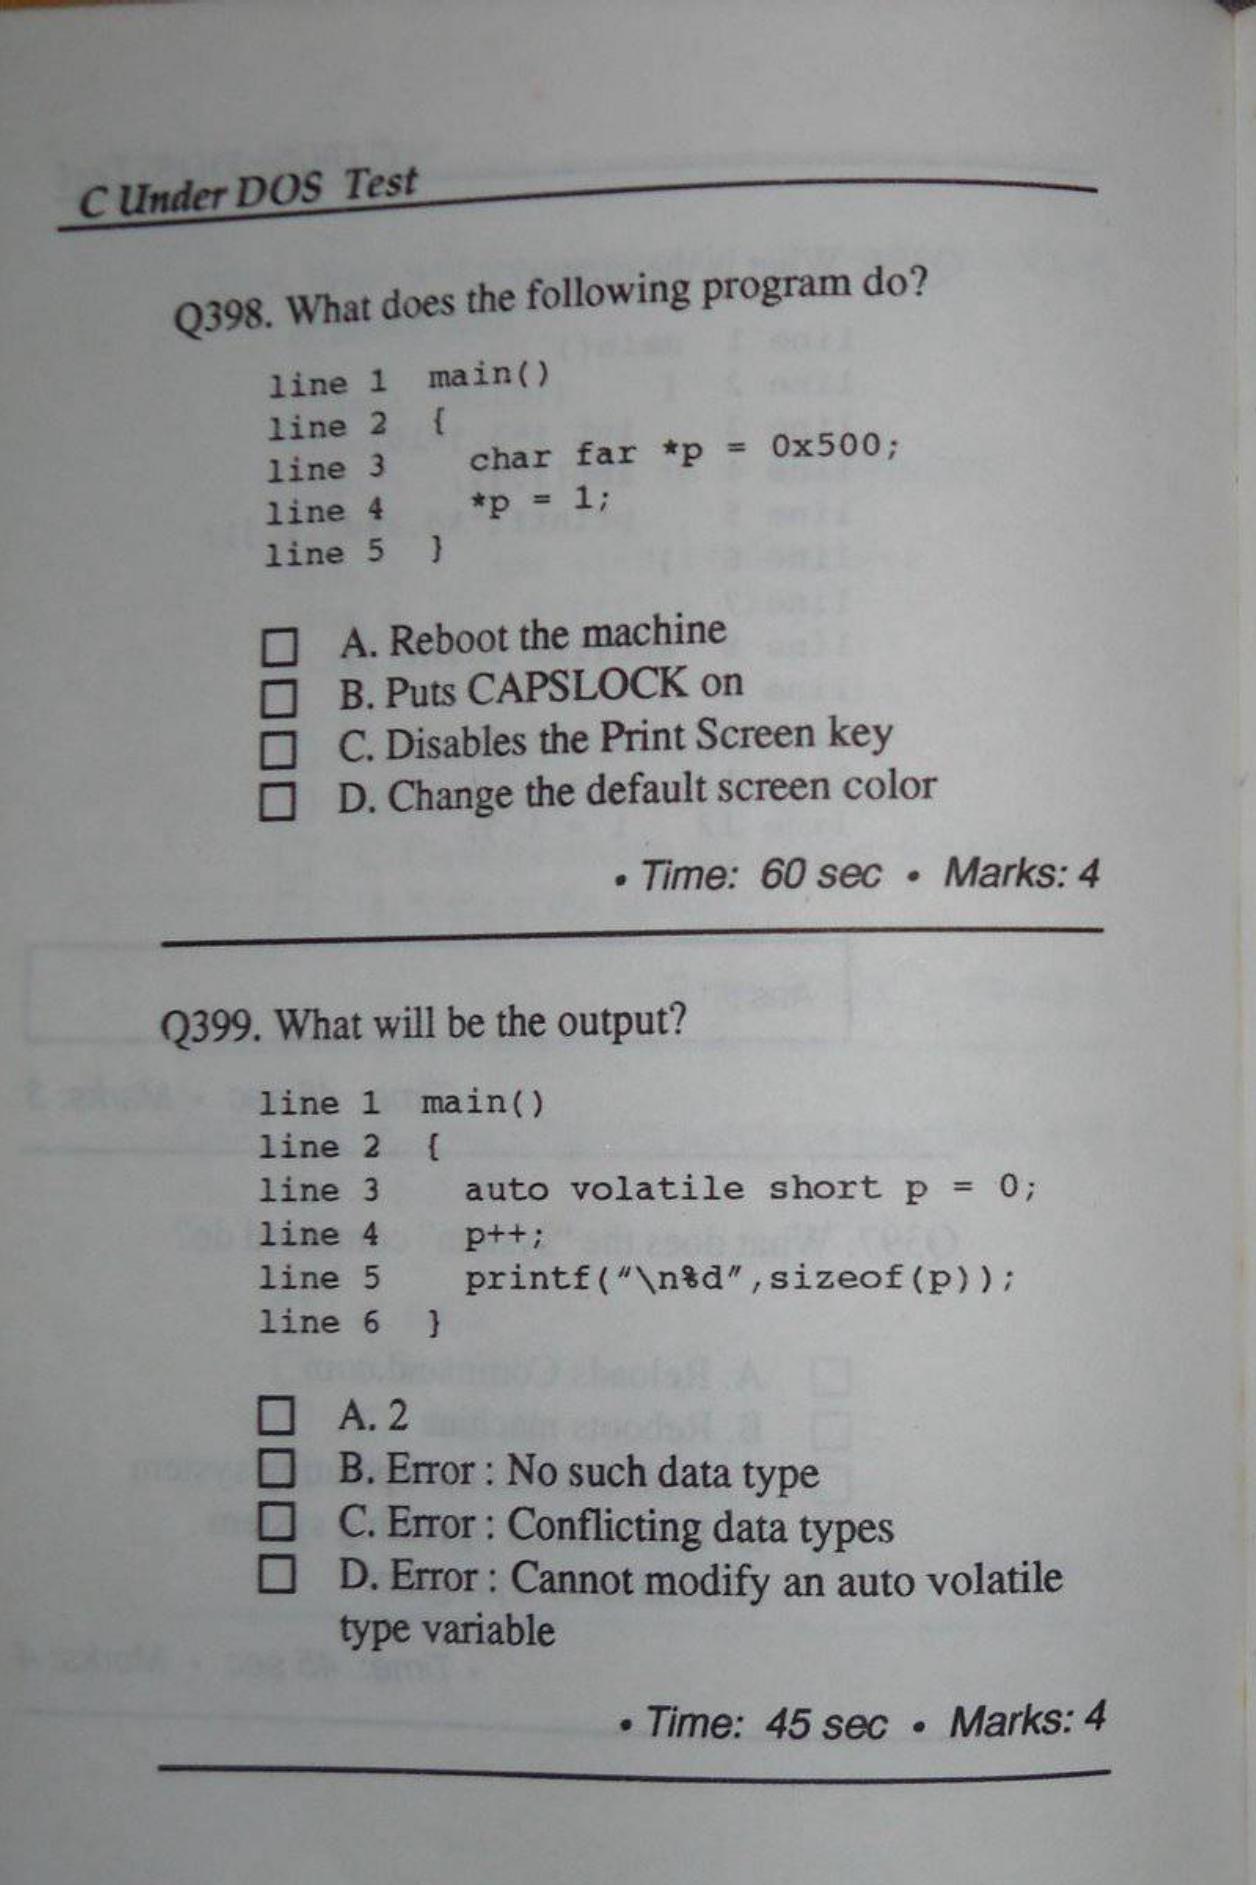 C Under DOS Test
Q398. What does the following program do?
line 1 main()
line 2 {
line 3 char far *p = 0x500;
line 4 *p = 1;
line 5 }
A. Reboot the machine
B. Puts CAPSLOCK on
C. Disables the Print Screen key
D. Change the default screen color
• Time: 60 sec • Marks: 4
Q399. What will be the output?
line 1 main()
line 2 {
line 3 auto volatile short p = 0;
line 4 p++;
line 5 printf("\n%d",sizeof(p));
line 6 }
A. 2
B. Error : No such data type
C. Error : Conflicting data types
D. Error : Cannot modify an auto volatile
type variable
• Time: 45 sec • Marks: 4